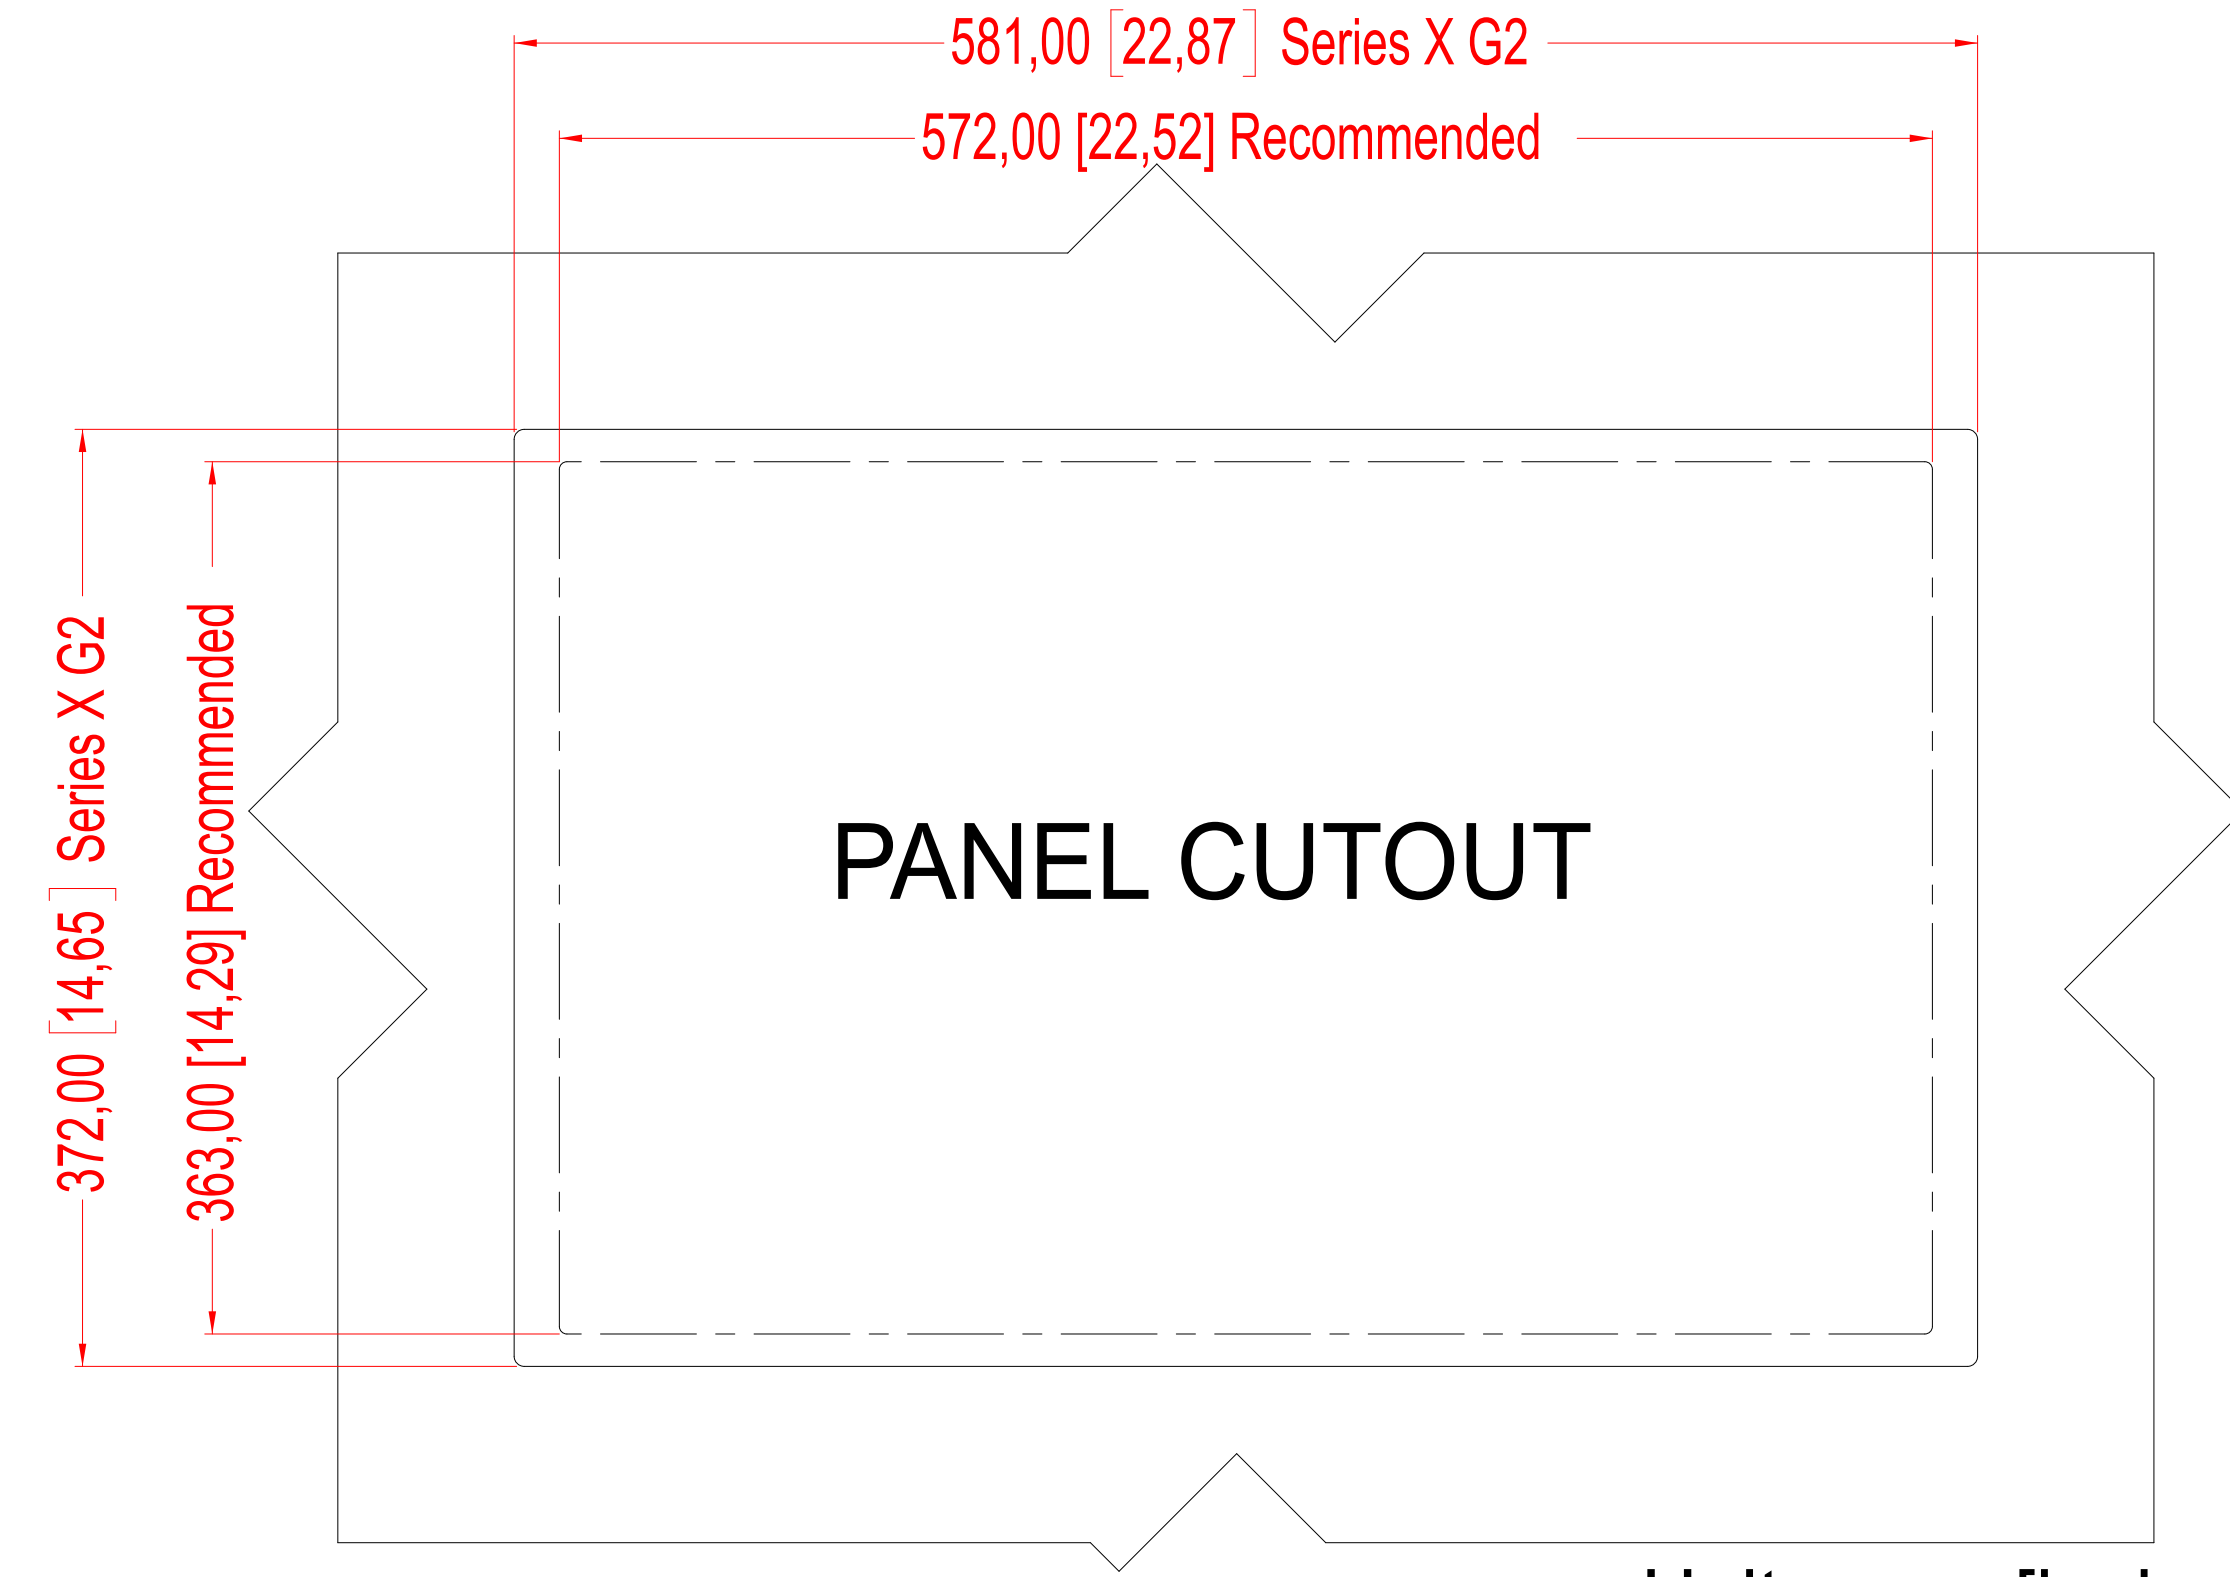 581,00 [22,87] Series X G2
572,00 [22,52] Recommended
372,00 [14,65] Series X G2
363,00 [14,29] Recommended
PANEL CUTOUT